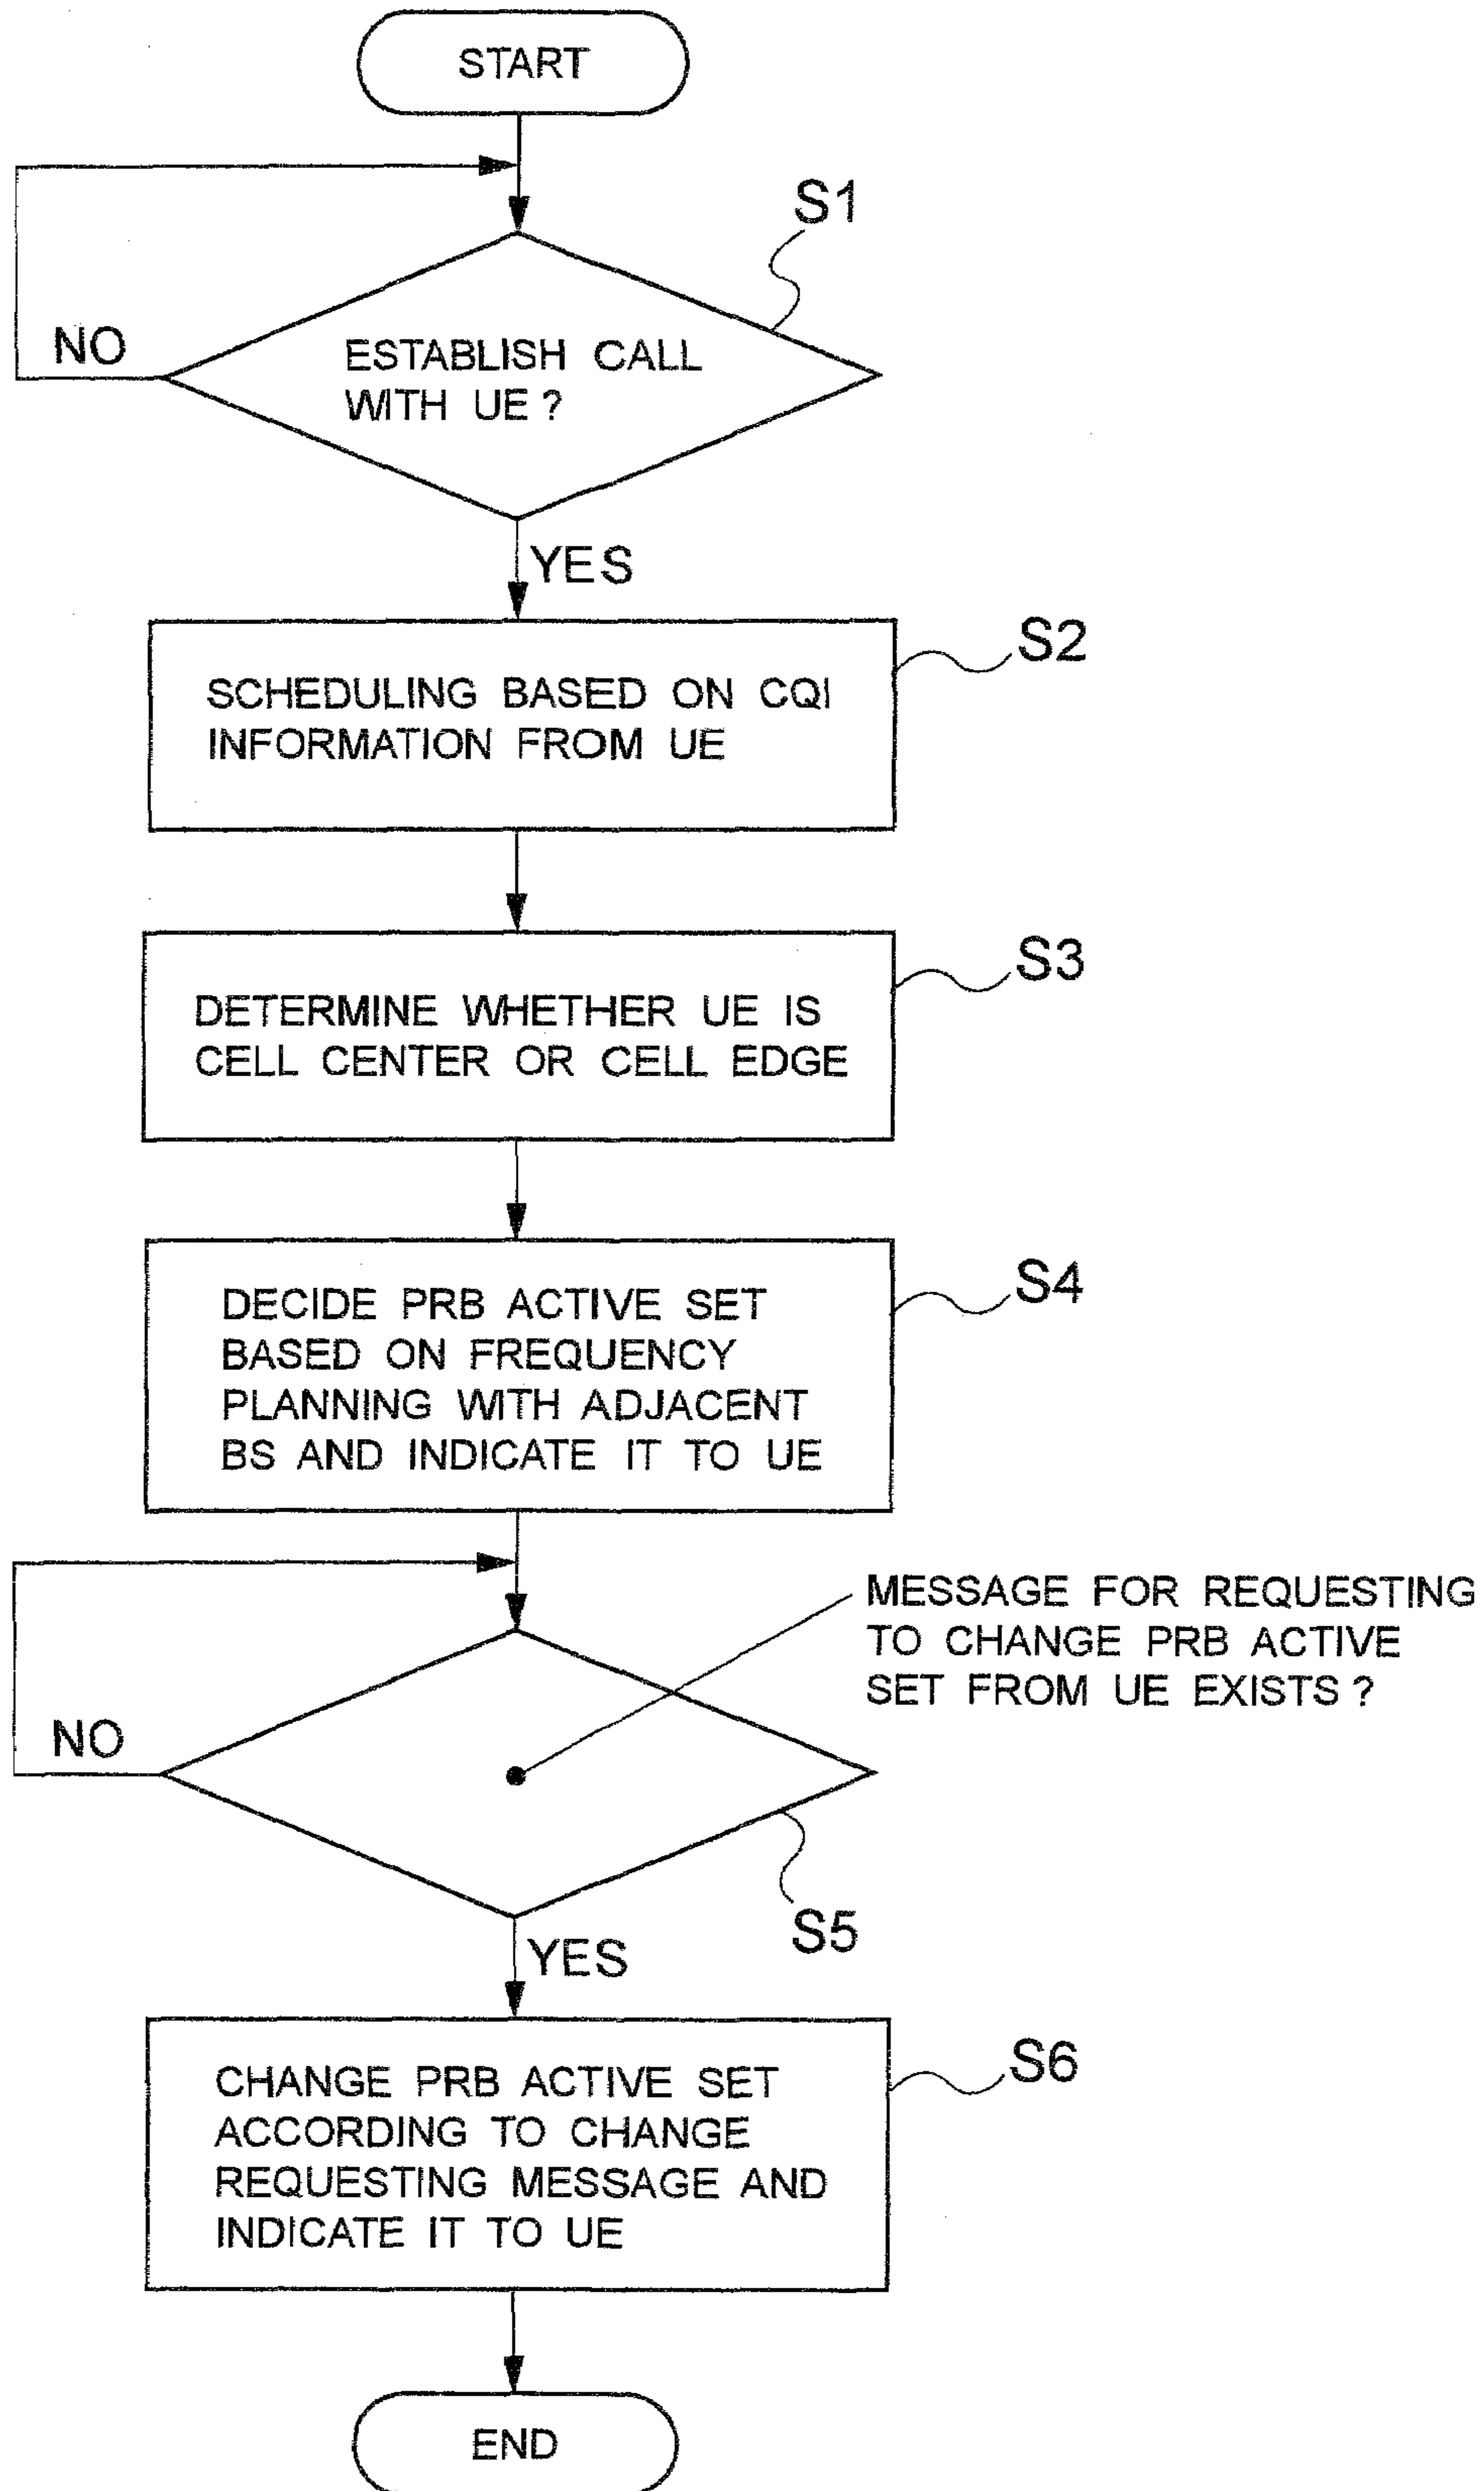 START
S1
NO
ESTABLISH CALL
WITH UE ?
YES
S2
SCHEDULING BASED ON CQI
INFORMATION FROM UE
S3
DETERMINE WHETHER UE IS
CELL CENTER OR CELL EDGE
S4
DECIDE PRB ACTIVE SET
BASED ON FREQUENCY
PLANNING WITH ADJACENT
BS AND INDICATE IT TO UE
MESSAGE FOR REQUESTING
TO CHANGE PRB ACTIVE
SET FROM UE EXISTS ?
NO
S5
YES
S6
CHANGE PRB ACTIVE SET
ACCORDING TO CHANGE
REQUESTING MESSAGE AND
INDICATE IT TO UE
END